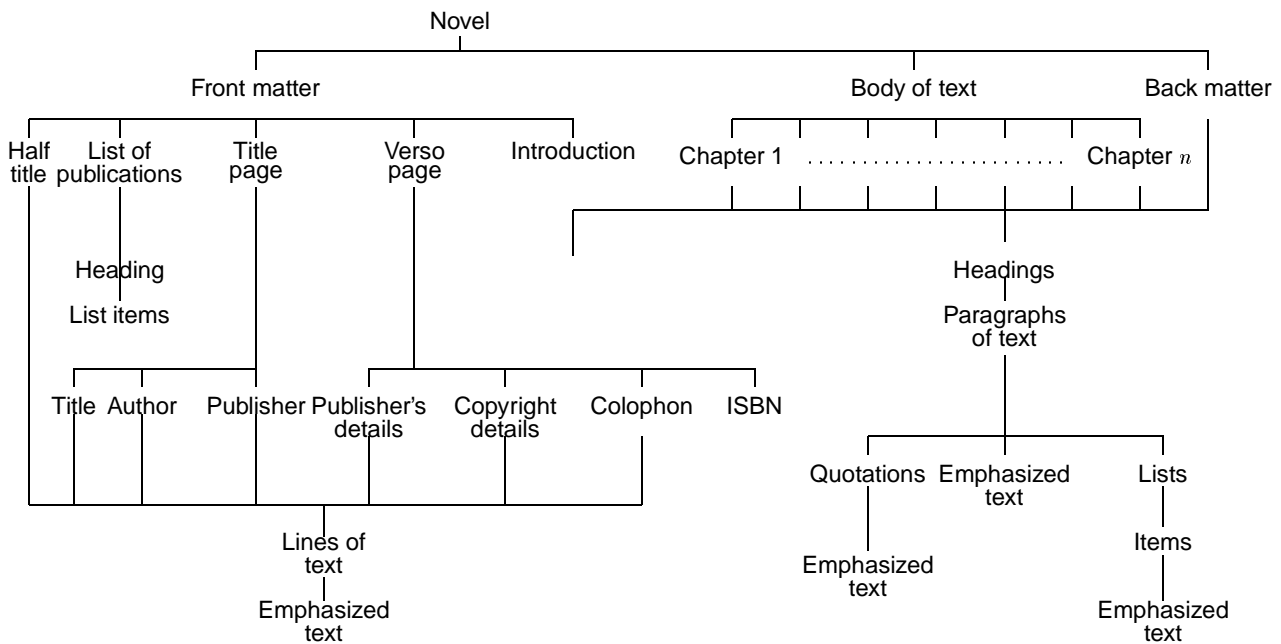 Novel
Front matter
Body of text
Back matter
Half
title
List of
publications
Title
page
Verso
page
Introduction
Chapter 1
. . . . . . . . . . . . . . . . . . . . . . . . . .
Chapter n
Heading
List items
Headings
Paragraphs
of text
Title
Author
Publisher
Publisher's
details
Copyright
details
Colophon
ISBN
Quotations
Emphasized
text
Lists
Lines of
text
Emphasized
text
Items
Emphasized
text
Emphasized
text